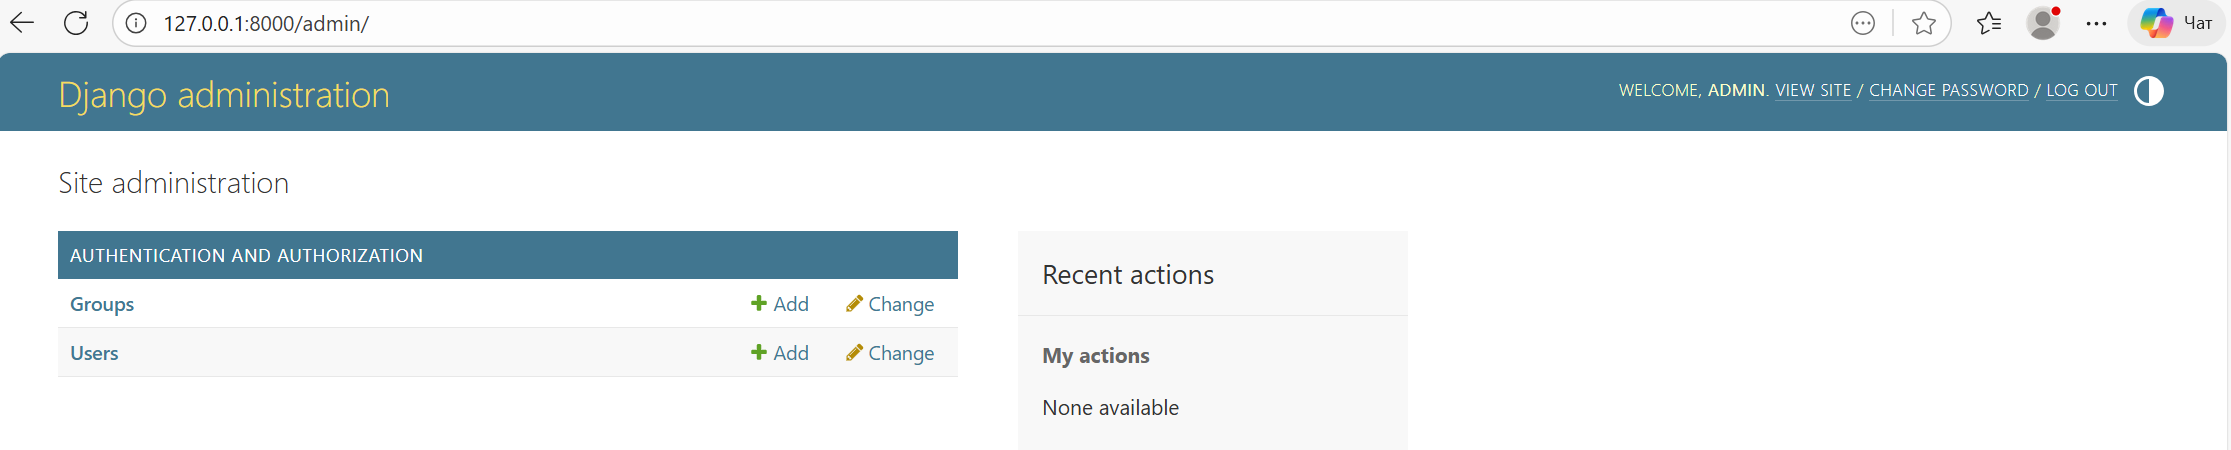 127.0.0.1:8000/admin/
Чат
Django administration
WELCOME, ADMIN. VIEW SITE / CHANGE PASSWORD / LOG OUT
Site administration
AUTHENTICATION AND AUTHORIZATION
Groups Add Change
Users Add Change
Recent actions
My actions
None available